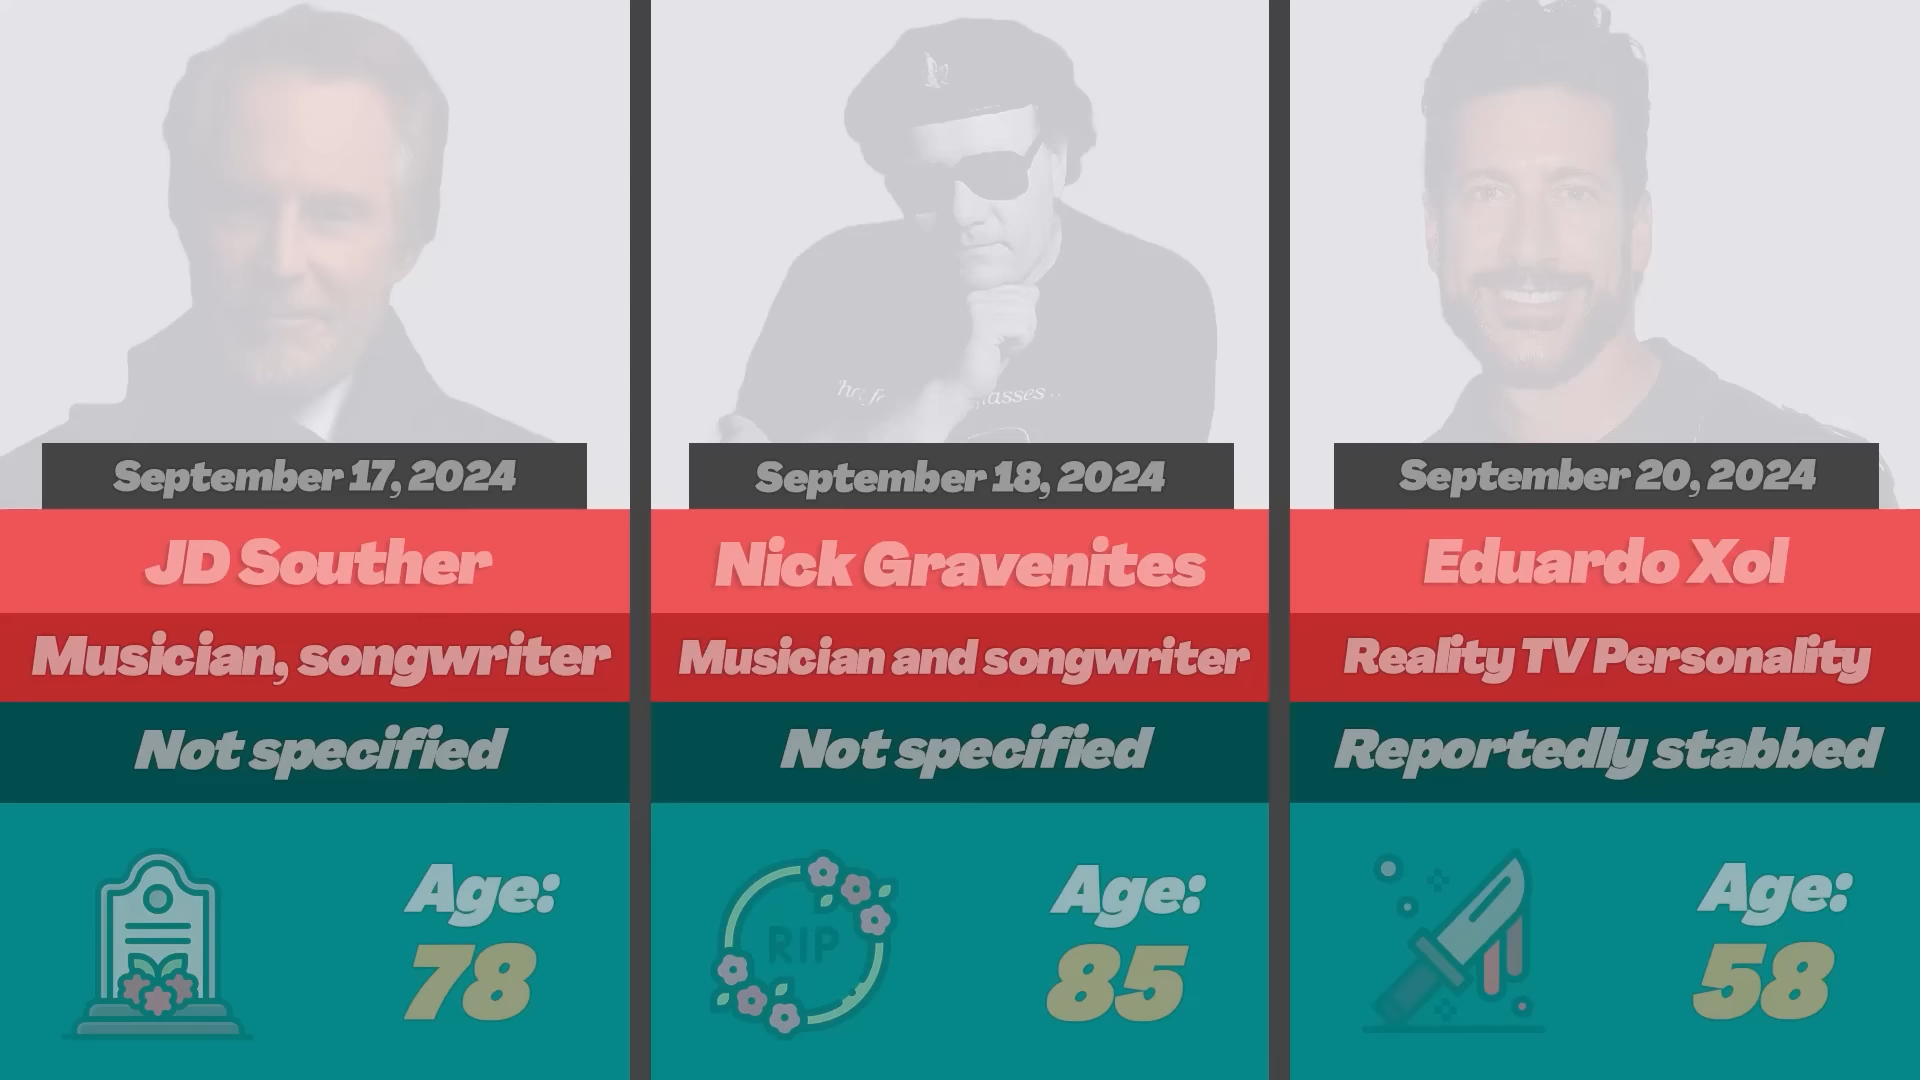 September 17, 2024
JD Souther
Musician, songwriter
Not specified
Age:
78
September 18, 2024
Nick Gravenites
Musician and songwriter
Not specified
RIP
Age:
85
September 20, 2024
Eduardo Xol
Reality TV Personality
Reportedly stabbed
Age:
58